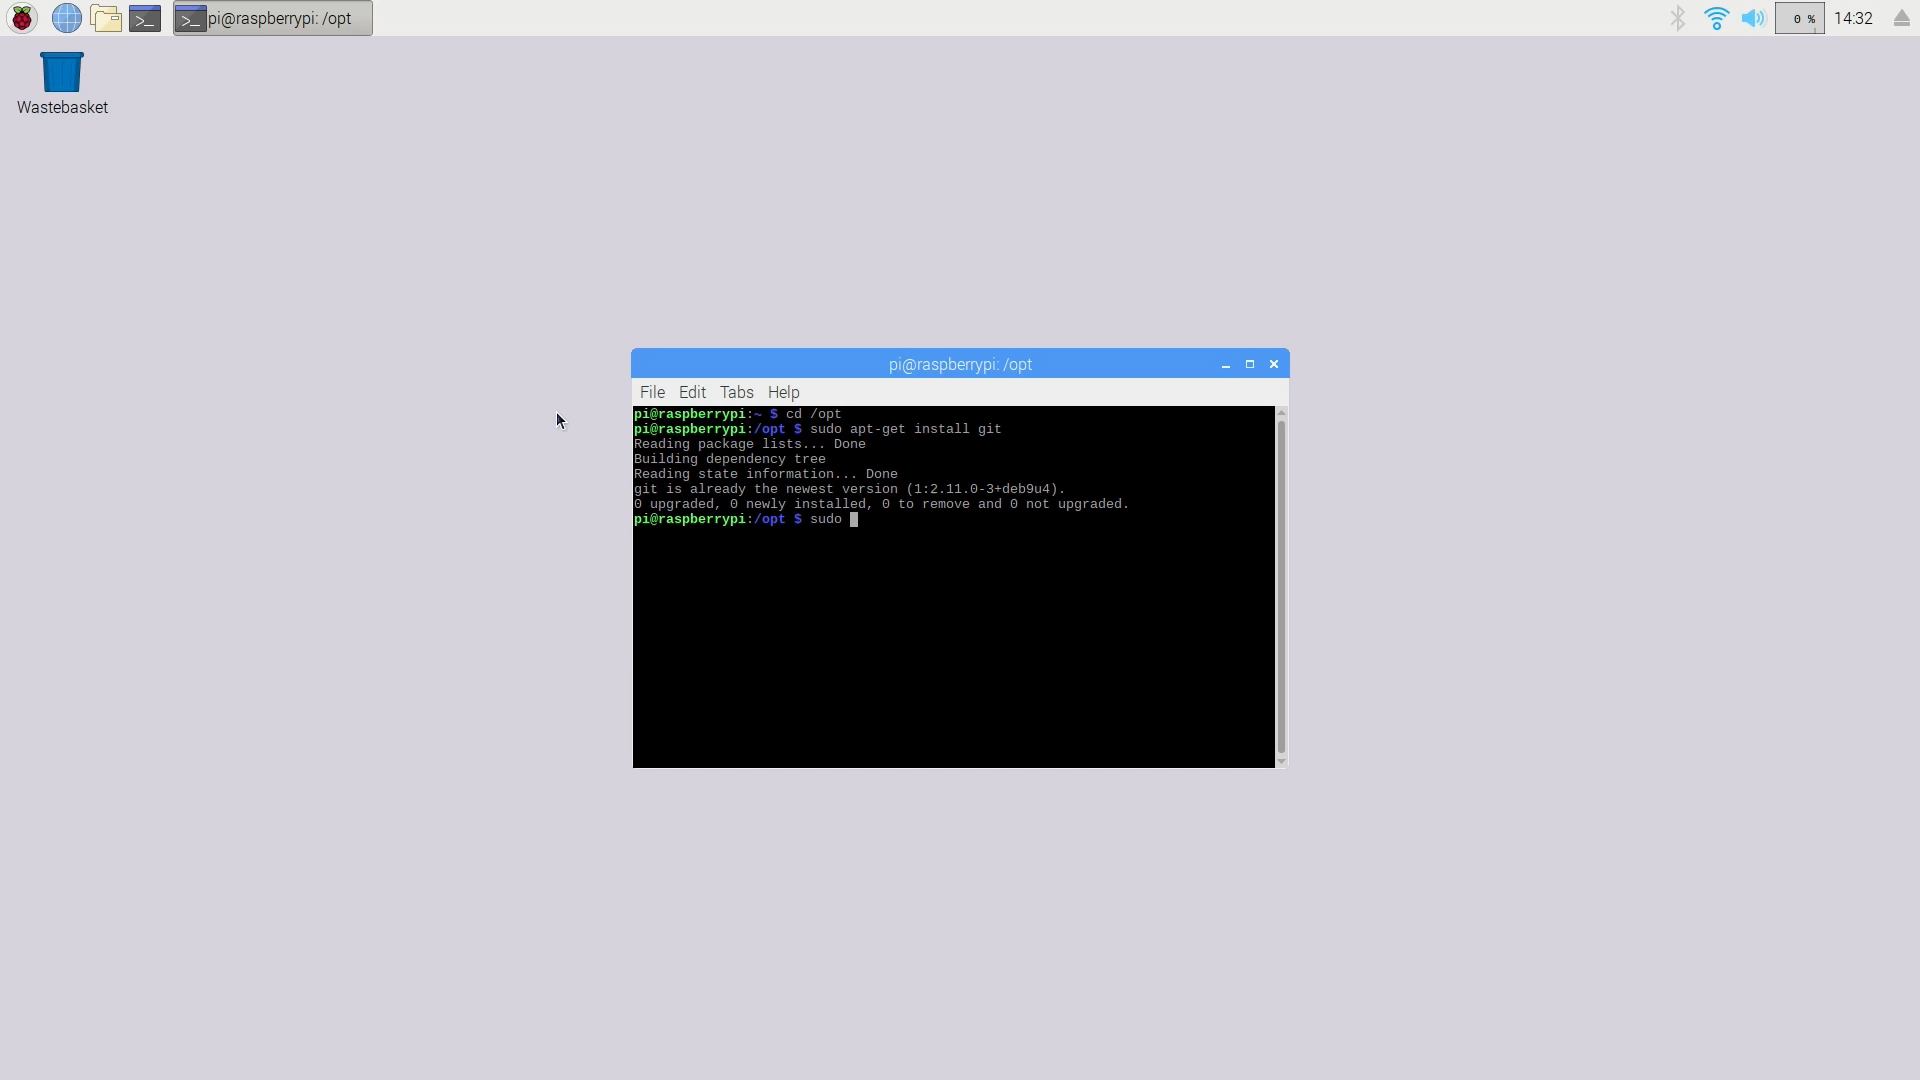 pi@raspberrypi: /opt
0 %
14:32
Wastebasket
pi@raspberrypi: /opt
File Edit Tabs Help
pi@raspberrypi:~ $ cd /opt
pi@raspberrypi:/opt $ sudo apt-get install git
Reading package lists... Done
Building dependency tree
Reading state information... Done
git is already the newest version (1:2.11.0-3+deb9u4).
0 upgraded, 0 newly installed, 0 to remove and 0 not upgraded.
pi@raspberrypi:/opt $ sudo